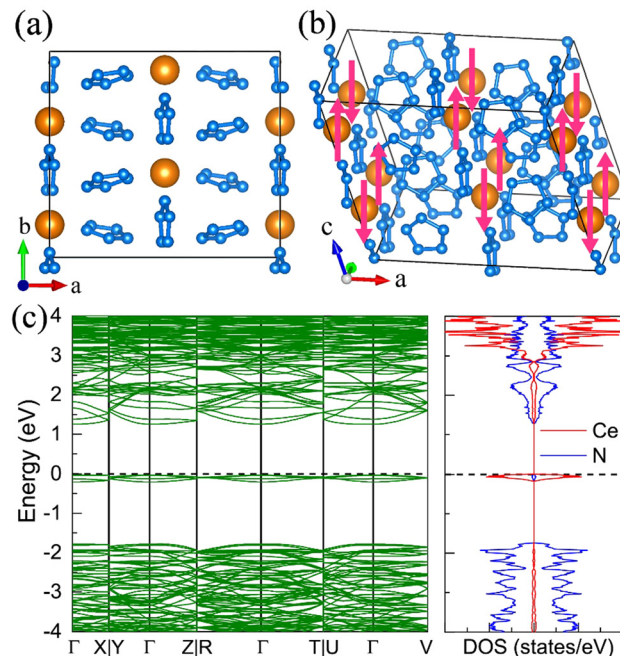 (a)
(b)
b
a
c
a
(c)
4
3
2
1
0
-1
-2
-3
-4
Energy (eV)
Ce
N
Γ X|Y Γ Z|R Γ T|U Γ V
DOS (states/eV)